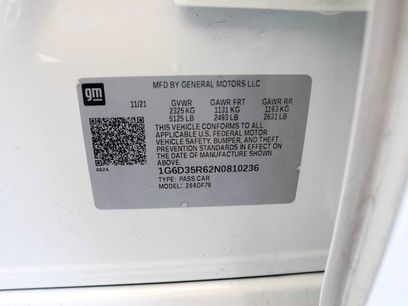 gm
MFD BY GENERAL MOTORS LLC
11/21 GVWR GAWR FRT GAWR RR
2325 KG 1131 KG 1193 KG
5125 LB 2493 LB 2631 LB
THIS VEHICLE CONFORMS TO ALL
APPLICABLE U.S. FEDERAL MOTOR
VEHICLE SAFETY, BUMPER, AND THEFT
PREVENTION STANDARDS IN EFFECT ON
THE DATE OF MANUFACTURE SHOWN
ABOVE.
8624 1G6D35R62N0810236
TYPE: PASS CAR
MODEL: 266DF79